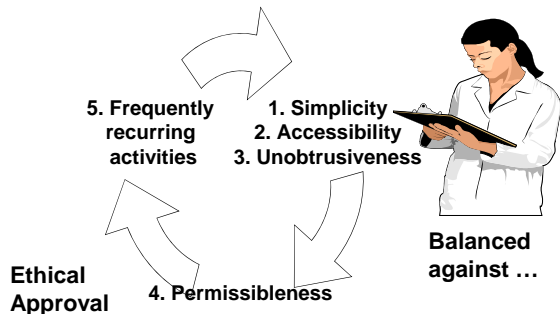 5. Frequently
recurring
activities
1. Simplicity
2. Accessibility
3. Unobtrusiveness
Balanced
against …
4. Permissibleness
Ethical
Approval